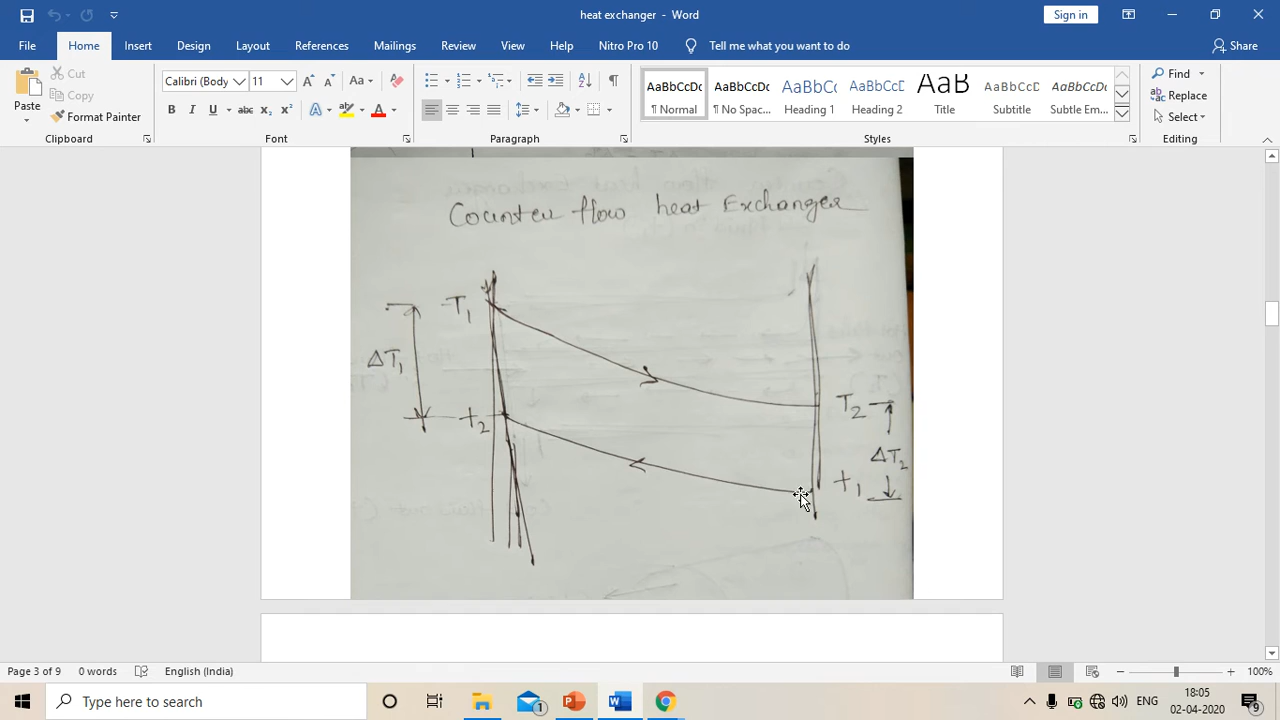 heat exchanger - Word
Sign in
File Home Insert Design Layout References Mailings Review View Help Nitro Pro 10 Tell me what you want to do Share
Paste
Cut
Copy
Format Painter
Clipboard
Calibri (Body 11
Font
Paragraph
AaBbCcDc AaBbCcDc AaBbCc AaBbCcD AaB AaBbCcD AaBbCcDc
¶ Normal ¶ No Spac... Heading 1 Heading 2 Title Subtitle Subtle Em...
Styles
Find
Replace
Select
Editing
Counter flow heat Exchanger
T1
ΔT1
t2
T2
ΔT2
t1
Page 3 of 9 0 words English (India) 100%
Type here to search
1
ENG
18:05
02-04-2020
9